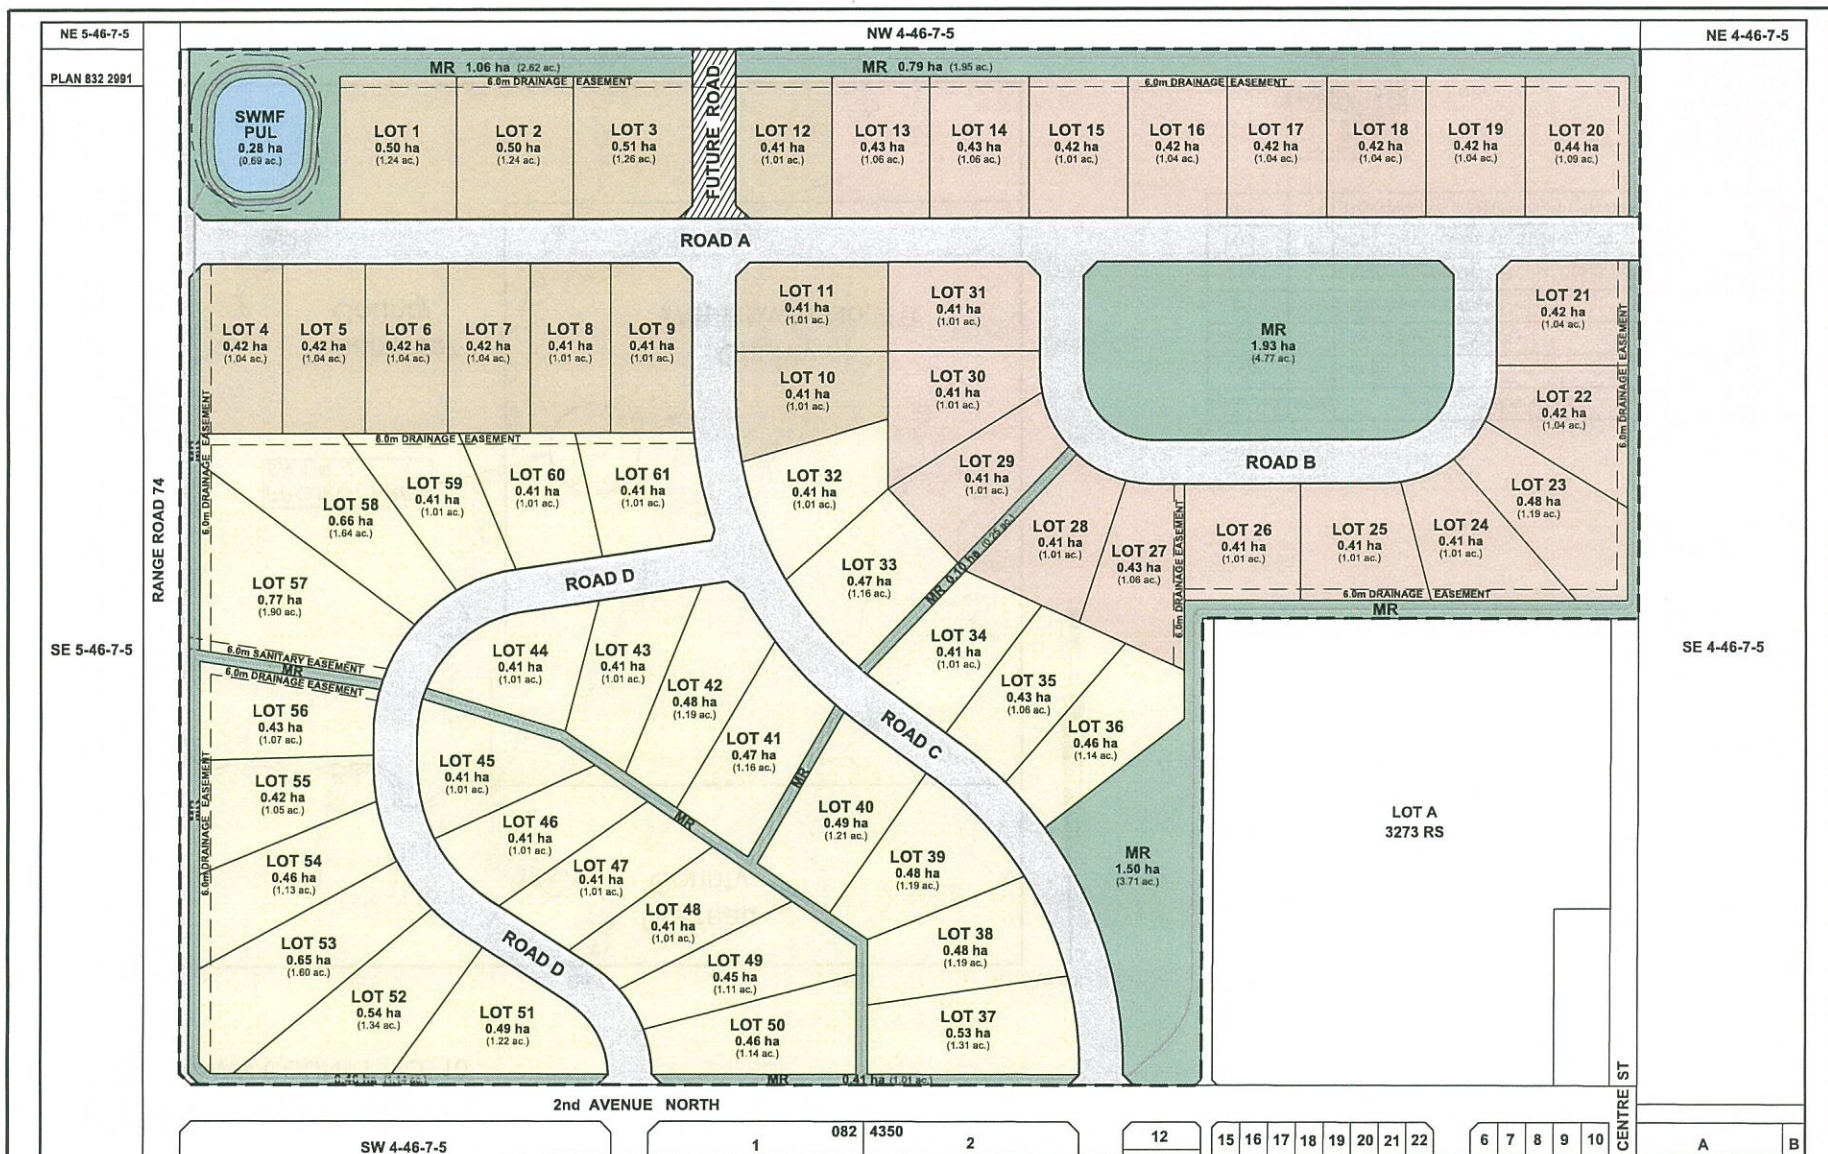 NE 5-46-7-5
NW 4-46-7-5
NE 4-46-7-5
PLAN 832 2991
MR 1.06 ha (2.62 ac.)
6.0m DRAINAGE EASEMENT
FUTURE ROAD
MR 0.79 ha (1.95 ac.)
6.0m DRAINAGE EASEMENT
SWMF
PUL
0.28 ha
(0.69 ac.)
LOT 1
0.50 ha
(1.24 ac.)
LOT 2
0.50 ha
(1.24 ac.)
LOT 3
0.51 ha
(1.26 ac.)
LOT 12
0.41 ha
(1.01 ac.)
LOT 13
0.43 ha
(1.06 ac.)
LOT 14
0.43 ha
(1.06 ac.)
LOT 15
0.42 ha
(1.01 ac.)
LOT 16
0.42 ha
(1.04 ac.)
LOT 17
0.42 ha
(1.04 ac.)
LOT 18
0.42 ha
(1.04 ac.)
LOT 19
0.42 ha
(1.04 ac.)
LOT 20
0.44 ha
(1.09 ac.)
ROAD A
LOT 4
0.42 ha
(1.04 ac.)
LOT 5
0.42 ha
(1.04 ac.)
LOT 6
0.42 ha
(1.04 ac.)
LOT 7
0.42 ha
(1.04 ac.)
LOT 8
0.41 ha
(1.01 ac.)
LOT 9
0.41 ha
(1.01 ac.)
LOT 11
0.41 ha
(1.01 ac.)
LOT 31
0.41 ha
(1.01 ac.)
MR
1.93 ha
(4.77 ac.)
LOT 21
0.42 ha
(1.04 ac.)
6.0m DRAINAGE EASEMENT
LOT 10
0.41 ha
(1.01 ac.)
LOT 30
0.41 ha
(1.01 ac.)
LOT 22
0.42 ha
(1.04 ac.)
RANGE ROAD 74
MR
6.0m DRAINAGE EASEMENT
6.0m DRAINAGE EASEMENT
LOT 57
0.77 ha
(1.90 ac.)
LOT 58
0.66 ha
(1.64 ac.)
LOT 59
0.41 ha
(1.01 ac.)
LOT 60
0.41 ha
(1.01 ac.)
LOT 61
0.41 ha
(1.01 ac.)
LOT 32
0.41 ha
(1.01 ac.)
LOT 29
0.41 ha
(1.01 ac.)
ROAD B
LOT 23
0.48 ha
(1.19 ac.)
LOT 28
0.41 ha
(1.01 ac.)
LOT 27
0.43 ha
(1.06 ac.)
6.0m DRAINAGE EASEMENT
LOT 26
0.41 ha
(1.01 ac.)
LOT 25
0.41 ha
(1.01 ac.)
LOT 24
0.41 ha
(1.01 ac.)
6.0m DRAINAGE EASEMENT
MR
ROAD D
LOT 33
0.47 ha
(1.16 ac.)
MR 0.10 ha (0.25 ac.)
SE 5-46-7-5
SE 4-46-7-5
6.0m SANITARY EASEMENT
MR
6.0m DRAINAGE EASEMENT
LOT 44
0.41 ha
(1.01 ac.)
LOT 43
0.41 ha
(1.01 ac.)
LOT 42
0.48 ha
(1.19 ac.)
LOT 41
0.47 ha
(1.16 ac.)
LOT 34
0.41 ha
(1.01 ac.)
LOT 35
0.43 ha
(1.06 ac.)
LOT 36
0.46 ha
(1.14 ac.)
ROAD C
LOT 56
0.43 ha
(1.07 ac.)
LOT 55
0.42 ha
(1.05 ac.)
MR
6.0m DRAINAGE EASEMENT
LOT 45
0.41 ha
(1.01 ac.)
LOT 46
0.41 ha
(1.01 ac.)
MR
MR
LOT 40
0.49 ha
(1.21 ac.)
LOT A
3273 RS
LOT 54
0.46 ha
(1.13 ac.)
LOT 47
0.41 ha
(1.01 ac.)
LOT 39
0.48 ha
(1.19 ac.)
MR
1.50 ha
(3.71 ac.)
LOT 53
0.65 ha
(1.60 ac.)
LOT 48
0.41 ha
(1.01 ac.)
LOT 38
0.48 ha
(1.19 ac.)
ROAD D
LOT 49
0.45 ha
(1.11 ac.)
LOT 52
0.54 ha
(1.34 ac.)
LOT 51
0.49 ha
(1.22 ac.)
LOT 50
0.46 ha
(1.14 ac.)
LOT 37
0.53 ha
(1.31 ac.)
MR 0.41 ha (1.01 ac.)
2nd AVENUE NORTH
CENTRE ST
SW 4-46-7-5
082 4350
1
2
12
15 16 17 18 19 20 21 22
6 7 8 9 10
A
B